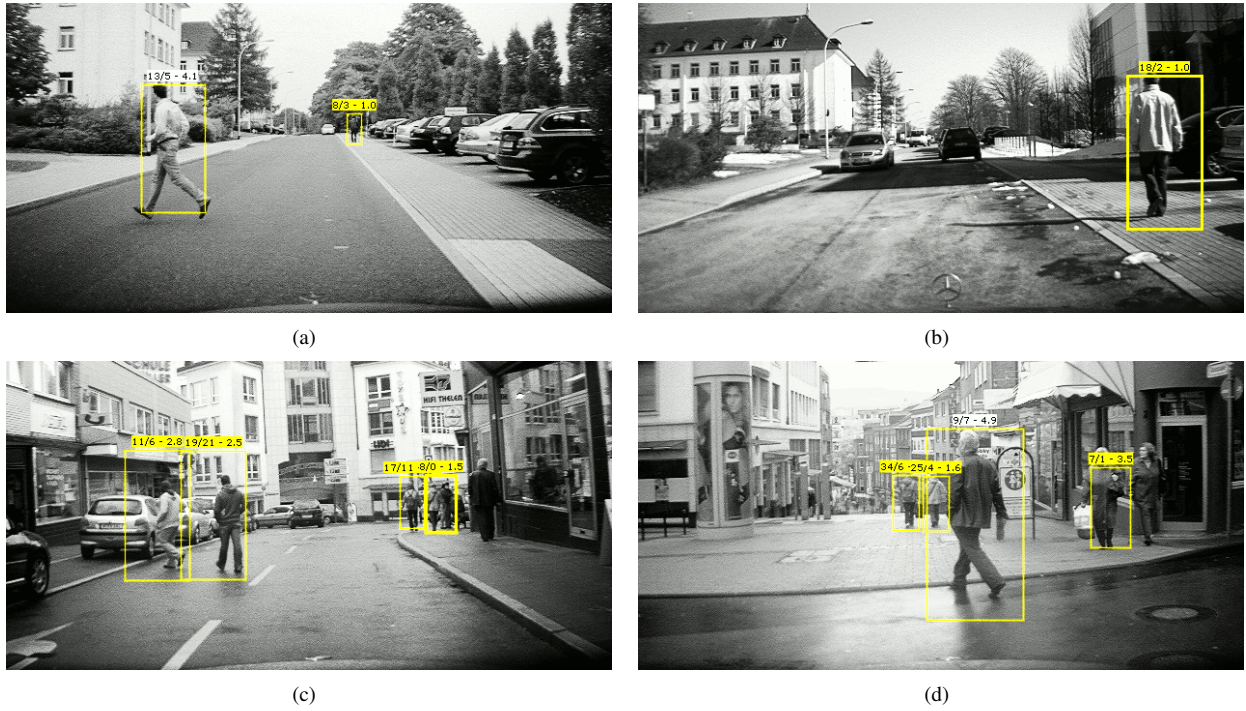 13/5 - 4.1
8/3 - 1.0
18/2 - 1.0
(a)
(b)
HIFI THELEN
11/6 - 2.8
19/21 - 2.5
17/11
8/0 - 1.5
9/7 - 4.9
34/6
25/4 - 1.6
7/1 - 3.5
(c)
(d)